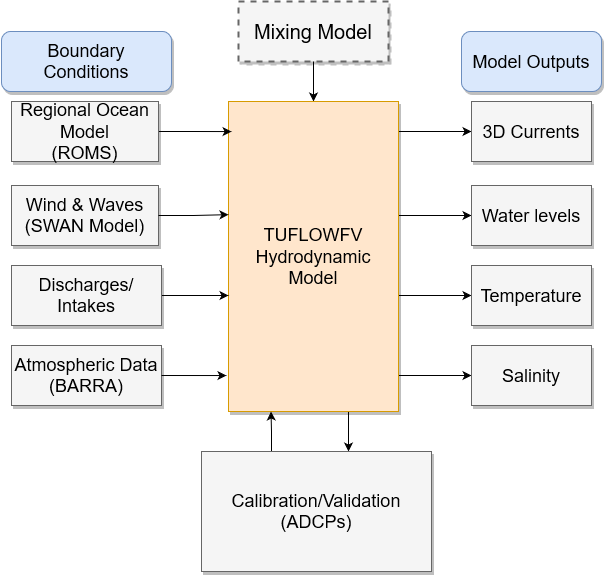 Mixing Model
Boundary
Conditions
Model Outputs
Regional Ocean
Model
(ROMS)
Wind & Waves
(SWAN Model)
Discharges/
Intakes
Atmospheric Data
(BARRA)
TUFLOWFV
Hydrodynamic
Model
3D Currents
Water levels
Temperature
Salinity
Calibration/Validation
(ADCPs)